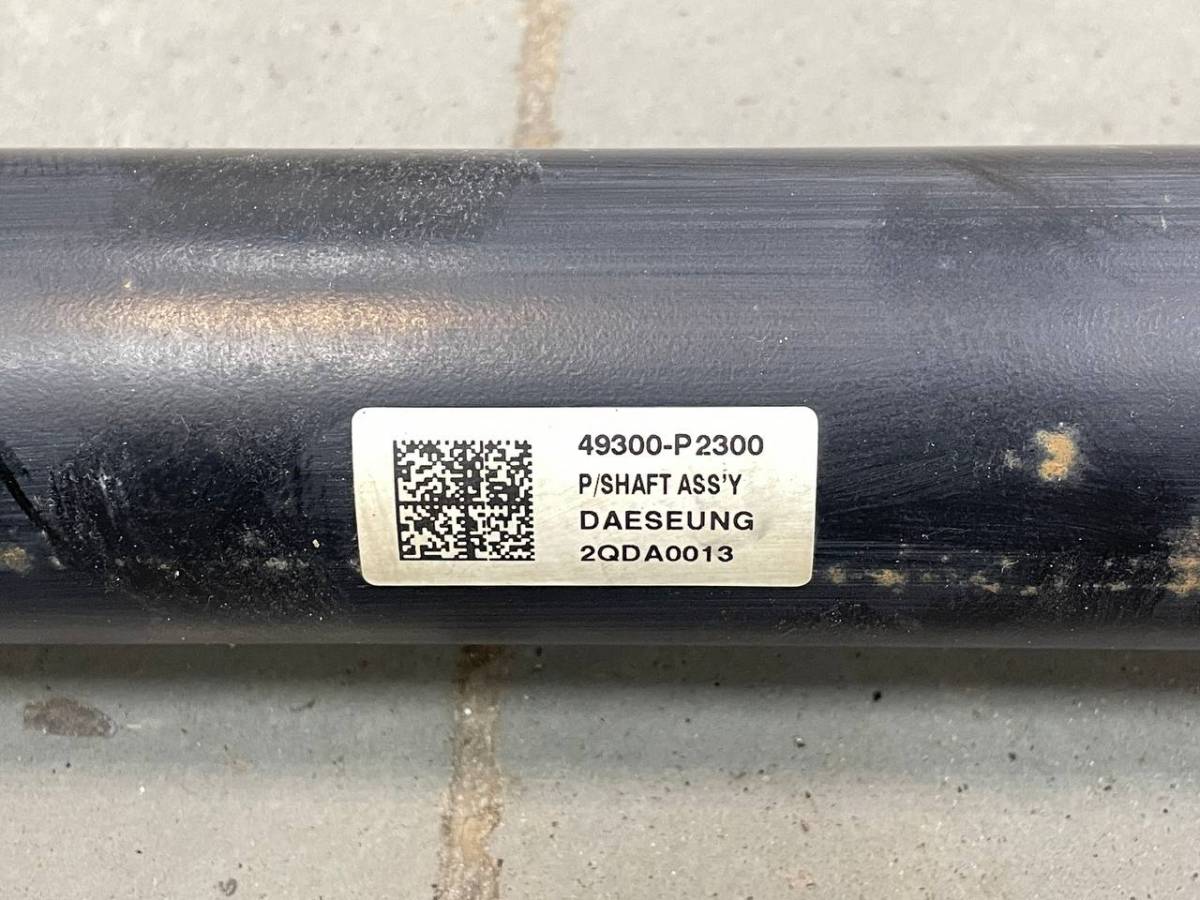 49300-P2300
P/SHAFT ASS'Y
DAESEUNG
2QDA0013